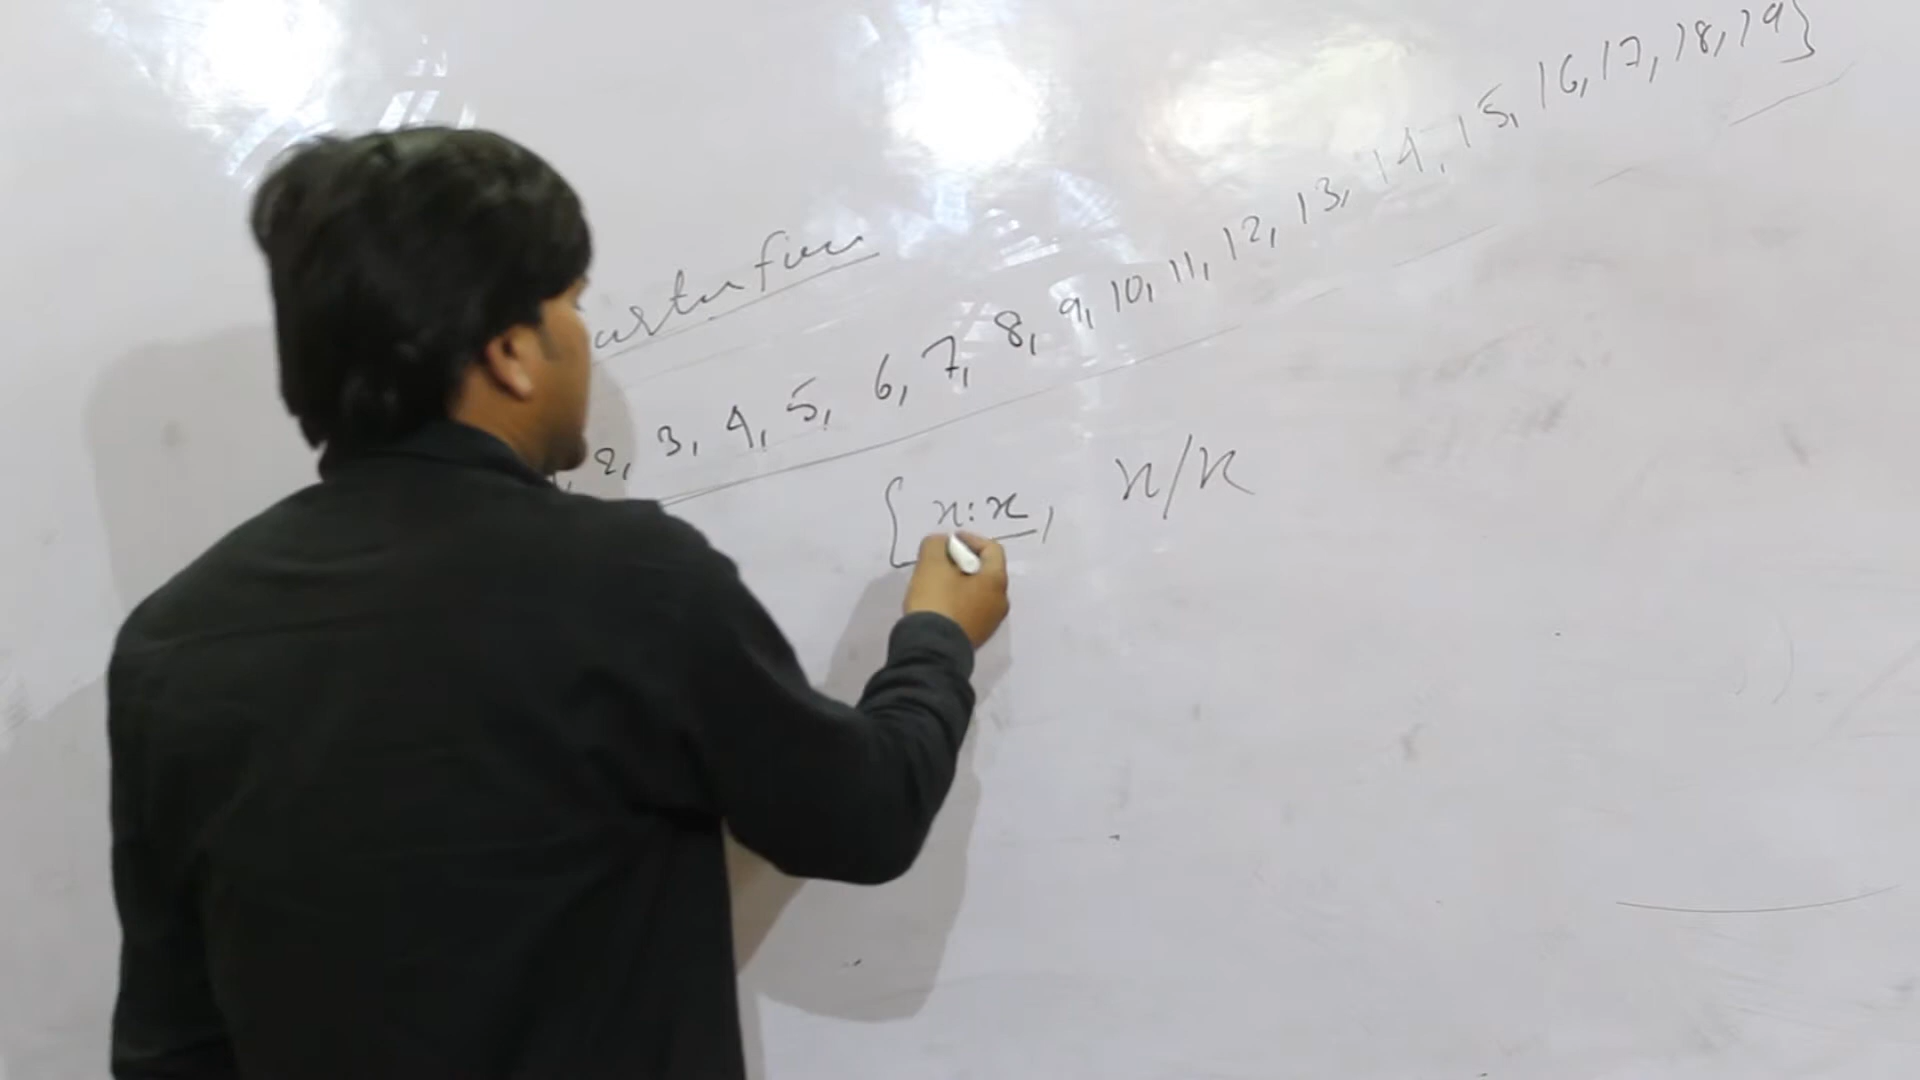 2, 3, 4, 5, 6, 7, 8, 9, 10, 11, 12, 13, 14, 15, 16, 17, 18, 19}
{x:x, x/x